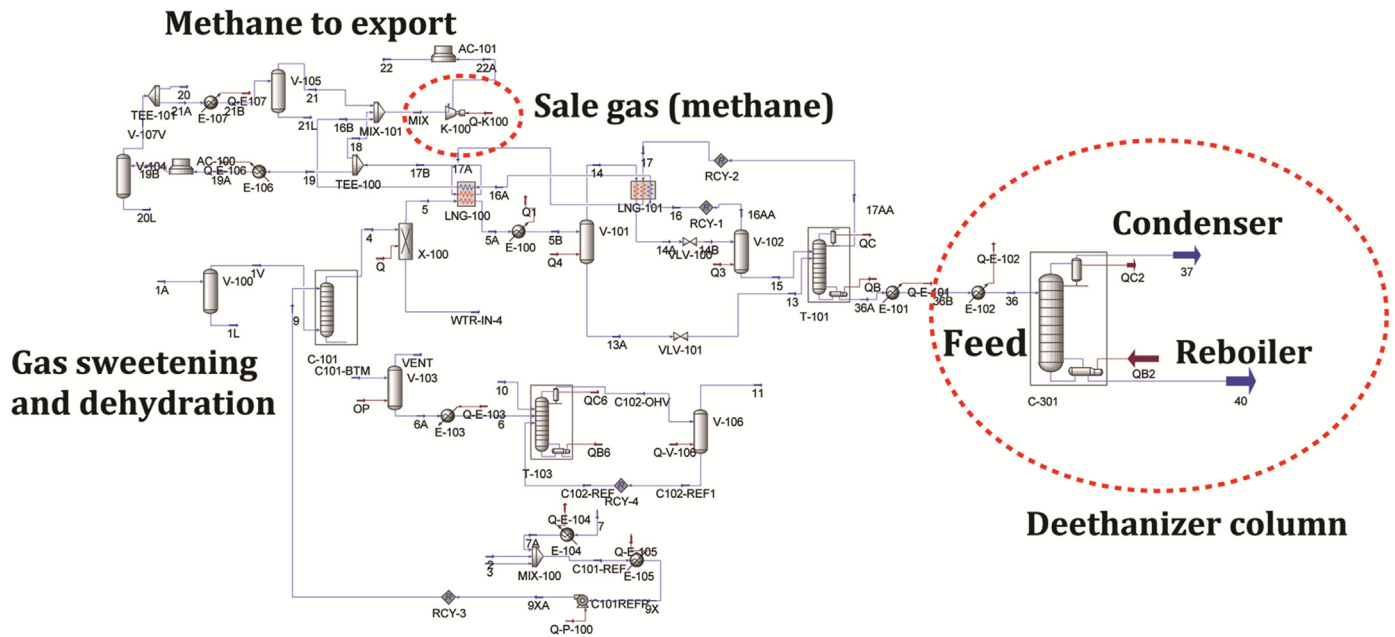 Methane to export
AC-101
22
22A
V-105
20
TEE-101
21A
Q-E107
21B
E-107
21
21L
16B
MIX-101
MIX
K-100
Q-K100
Sale gas (methane)
V-107V
18
V-104
19B
AC-100
Q-E-106
19A
E-106
19
TEE-100
17B
17A
16A
14
17
RCY-2
20L
LNG-100
LNG-101
16
RCY-1
16AA
17AA
5
Q1
4
X-100
5A
E-100
5B
V-101
14A
14B
VLV-100
V-102
QC
Q
Q4
Q3
15
13
QB
T-101
36A
E-101
Q-E-101
36B
Q-E-102
E-102
36
Condenser
37
QC2
Feed
Reboiler
QB2
C-301
40
1A
V-100
1V
1L
9
WTR-IN-4
13A
VLV-101
Gas sweetening
and dehydration
C-101
C101-BTM
VENT
V-103
OP
6A
E-103
Q-E-103
6
10
QC6
C102-OHV
11
V-106
QB6
Q-V-106
T-103
C102-REF
RCY-4
C102-REF1
Deethanizer column
Q-E-104
7
7A
E-104
2
3
MIX-100
C101-REF
Q-E-105
E-105
RCY-3
9XA
C101REFP
9X
Q-P-100